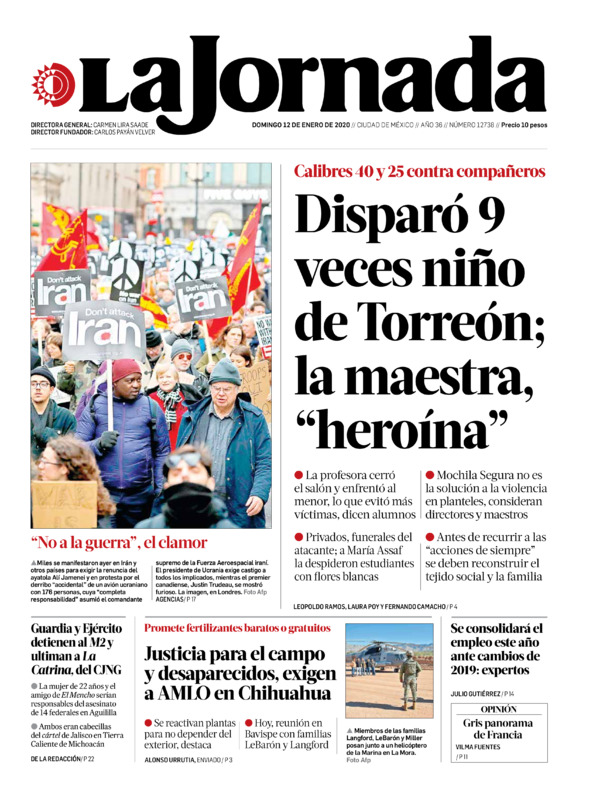 La Jornada
DIRECTORA GENERAL: CARMEN LIRA SAADE
DIRECTOR FUNDADOR: CARLOS PAYÁN VELVER
DOMINGO 12 DE ENERO DE 2020 // CIUDAD DE MÉXICO // AÑO 36 // NÚMERO 12738 // Precio 10 pesos
Don't attack
Iran
Don't attack
Iran
Don't attack
Iran
“No a la guerra”, el clamor
Miles se manifestaron ayer en Irán y
otros países para exigir la renuncia del
ayatola Alí Jamenei y en protesta por el
derribo “accidental” de un avión ucraniano
con 176 personas, cuya “completa
responsabilidad” asumió el comandante
supremo de la Fuerza Aeroespacial iraní.
El presidente de Ucrania exige castigo a
todos los implicados, mientras el premier
canadiense, Justin Trudeau, se mostró
furioso. La imagen, en Londres. Foto Afp
AGENCIAS / P 17
Calibres 40 y 25 contra compañeros
Disparó 9
veces niño
de Torreón;
la maestra,
“heroína”
● La profesora cerró
el salón y enfrentó al
menor, lo que evitó más
víctimas, dicen alumnos
● Privados, funerales del
atacante; a María Assaf
la despidieron estudiantes
con flores blancas
● Mochila Segura no es
la solución a la violencia
en planteles, consideran
directores y maestros
● Antes de recurrir a las
“acciones de siempre”
se deben reconstruir el
tejido social y la familia
LEOPOLDO RAMOS, LAURA POY Y FERNANDO CAMACHO / P 4
Guardia y Ejército
detienen al M2 y
ultiman a La
Catrina, del CJNG
● La mujer de 22 años y el
amigo de El Mencho serían
responsables del asesinato
de 14 federales en Aguililla
● Ambos eran cabecillas
del cártel de Jalisco en Tierra
Caliente de Michoacán
DE LA REDACCIÓN / P 22
Promete fertilizantes baratos o gratuitos
Justicia para el campo
y desaparecidos, exigen
a AMLO en Chihuahua
● Se reactivan plantas
para no depender del
exterior, destaca
● Hoy, reunión en
Bavispe con familias
LeBarón y Langford
ALONSO URRUTIA, ENVIADO / P 3
Miembros de las familias
Langford, LeBarón y Miller
posan junto a un helicóptero
de la Marina en La Mora.
Foto Afp
Se consolidará el
empleo este año
ante cambios de
2019: expertos
JULIO GUTIÉRREZ / P 14
OPINIÓN
Gris panorama
de Francia
VILMA FUENTES
/ P 11